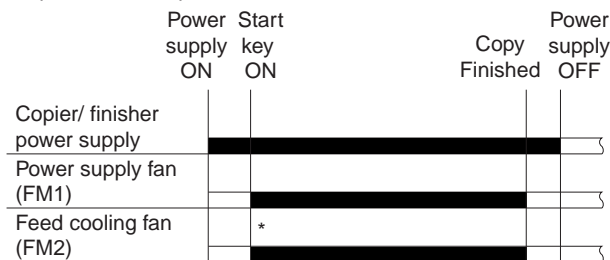 Power Start Power
supply key Copy supply
ON ON Finished OFF
Copier/ finisher
power supply
Power supply fan
(FM1)
Feed cooling fan
(FM2)
*